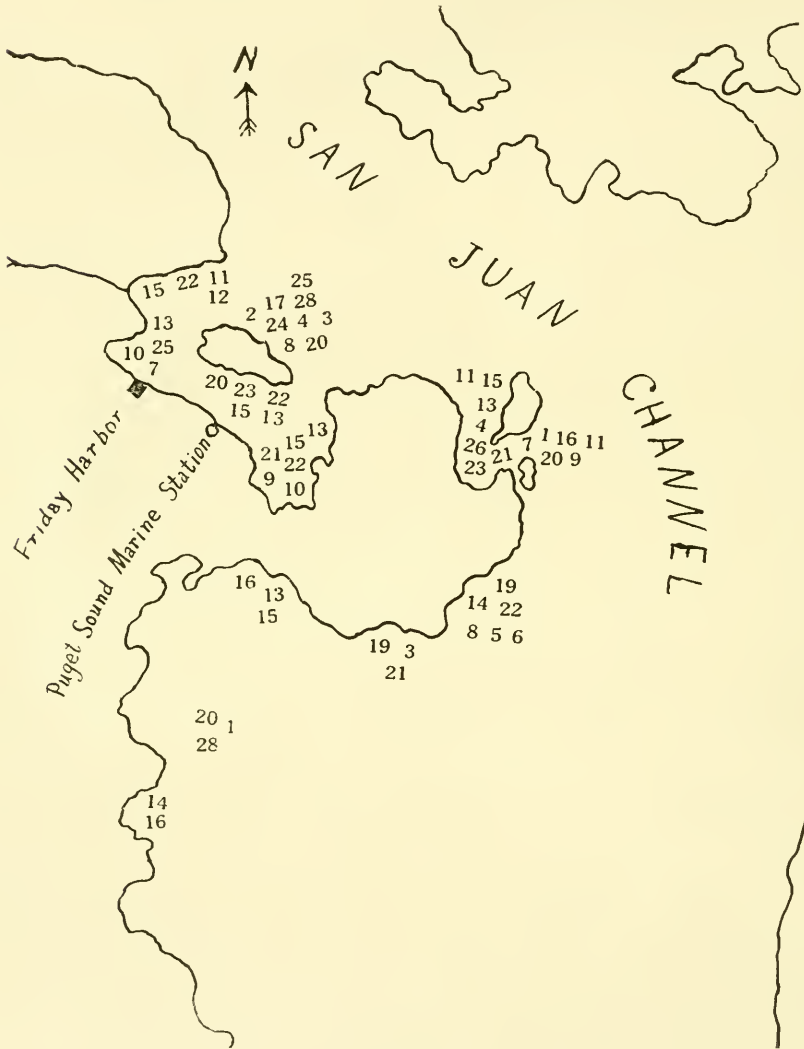 N
SAN
JUAN
CHANNEL
15 22 11
12
25
17 28
2 24 4 3
8 20
13
10 25
7
20 23 22
15 13
Friday Harbor
Puget Sound Marine Station
15 13
21 22
9 10
11 15
13
4
26 21 7 1 16 11
23 20 9
16 13
15
19
14 22
8 5 6
19 3
21
20 1
28
14
16